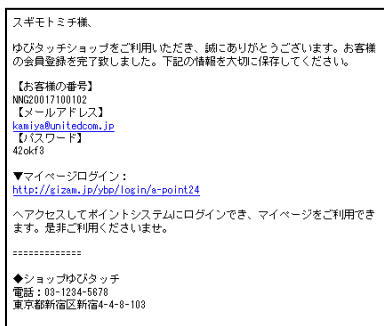 スギモトミチ様、
ゆびタッチショップをご利用いただき、誠にありがとうございます。お客様
の会員登録を完了致しました。下記の情報を大切に保存してください。
【お客様の番号】
NNG20017100102
【メールアドレス】
kamiya@unitedcom.jp
【パスワード】
42okf3
▼マイページログイン：
http://gizam.jp/ybp/login/a-point24
へアクセスしてポイントシステムにログインでき、マイページをご利用でき
ます。是非ご利用くださいませ。
=============
◆ショップゆびタッチ
電話：03-1234-5678
東京都新宿区新宿4-4-8-103